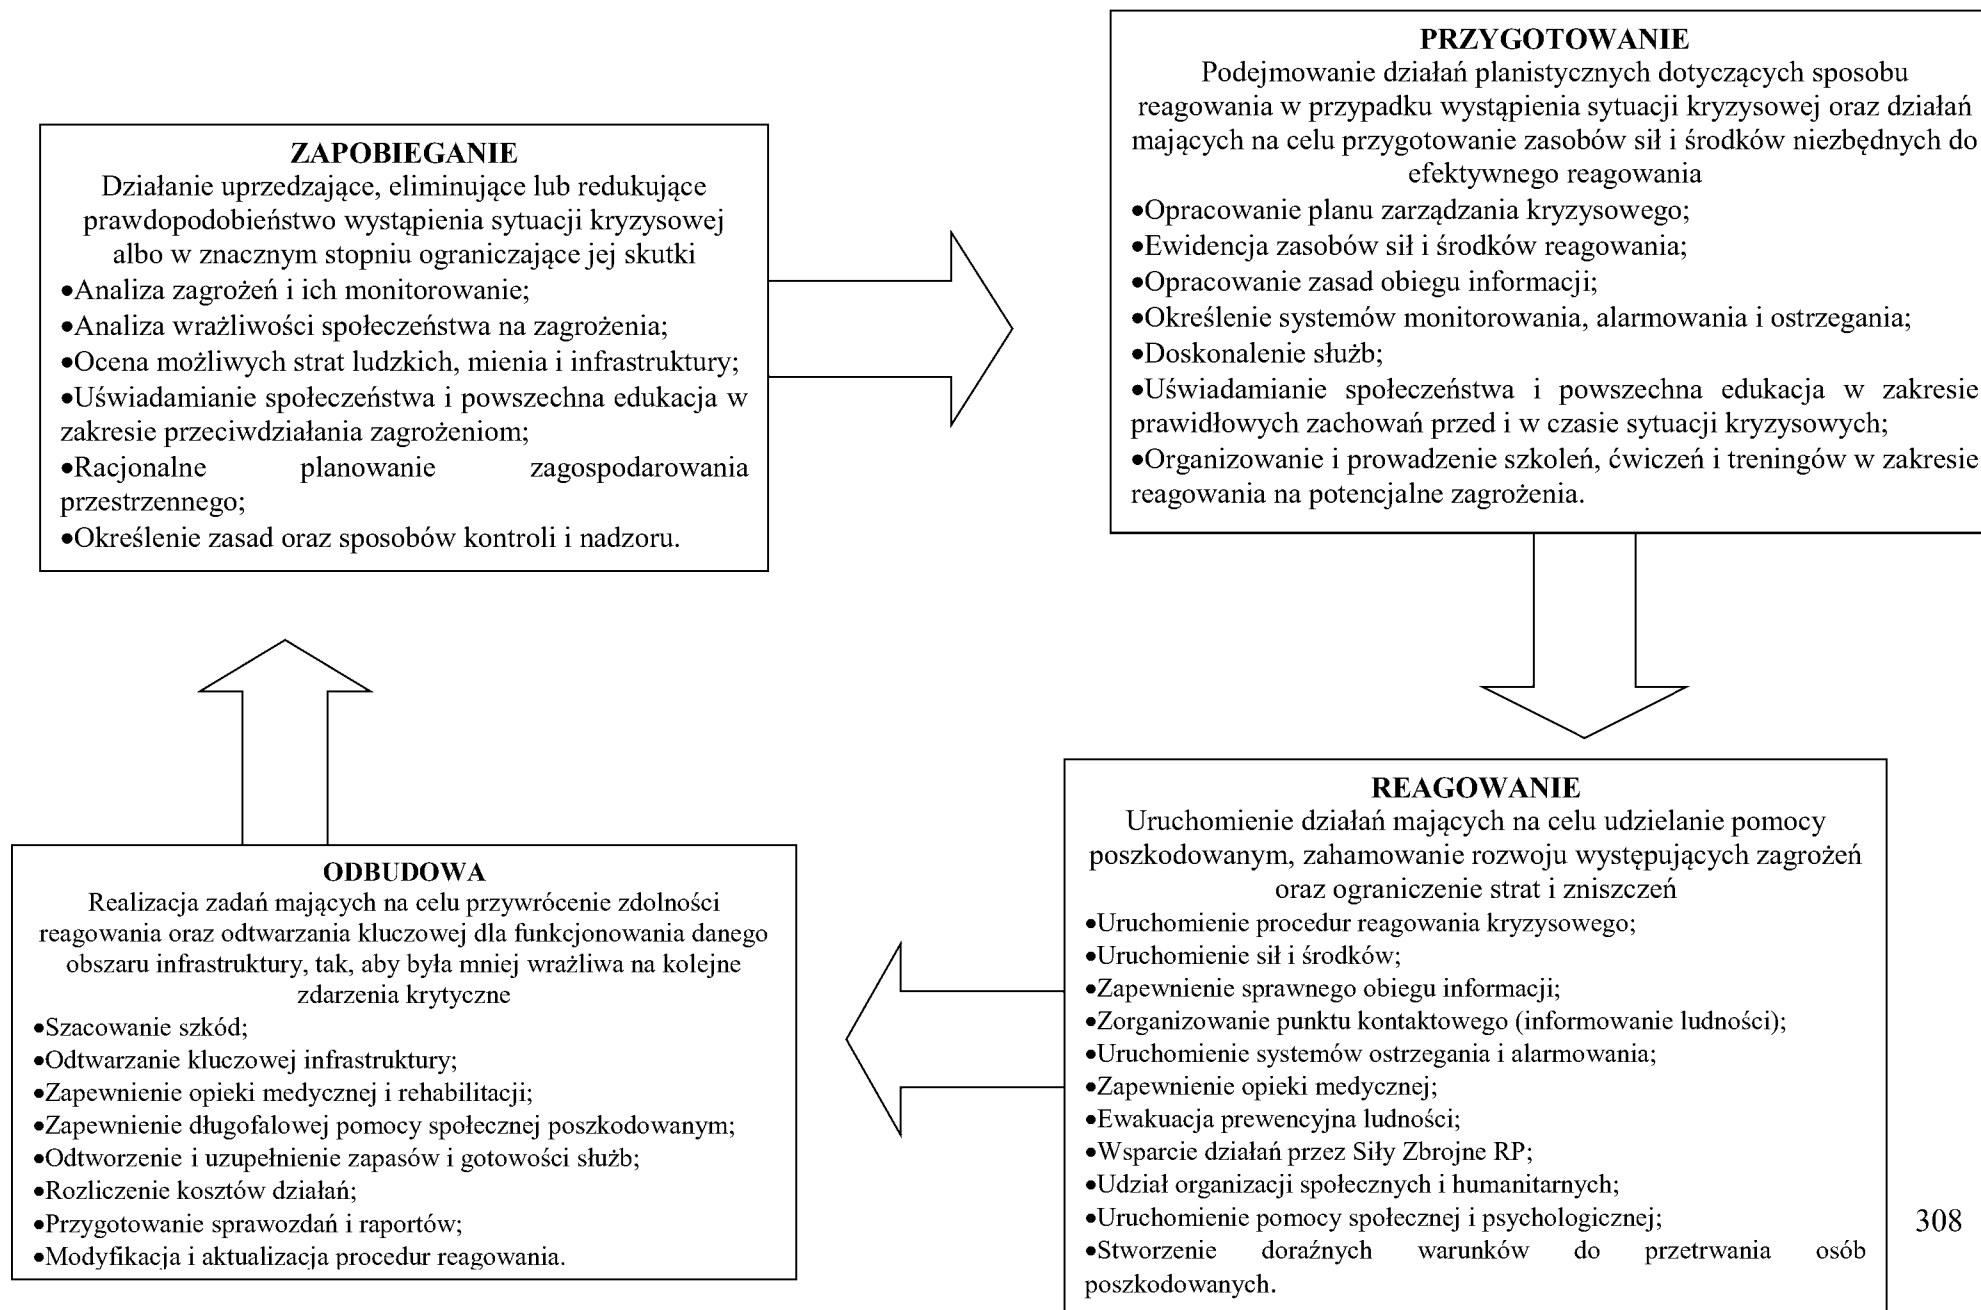 ZAPOBIEGANIE
Działanie uprzedzające, eliminujące lub redukujące
prawdopodobieństwo wystąpienia sytuacji kryzysowej
albo w znacznym stopniu ograniczające jej skutki
•Analiza zagrożeń i ich monitorowanie;
•Analiza wrażliwości społeczeństwa na zagrożenia;
•Ocena możliwych strat ludzkich, mienia i infrastruktury;
•Uświadamianie społeczeństwa i powszechna edukacja w
zakresie przeciwdziałania zagrożeniom;
•Racjonalne planowanie zagospodarowania
przestrzennego;
•Określenie zasad oraz sposobów kontroli i nadzoru.
PRZYGOTOWANIE
Podejmowanie działań planistycznych dotyczących sposobu
reagowania w przypadku wystąpienia sytuacji kryzysowej oraz działań
mających na celu przygotowanie zasobów sił i środków niezbędnych do
efektywnego reagowania
•Opracowanie planu zarządzania kryzysowego;
•Ewidencja zasobów sił i środków reagowania;
•Opracowanie zasad obiegu informacji;
•Określenie systemów monitorowania, alarmowania i ostrzegania;
•Doskonalenie służb;
•Uświadamianie społeczeństwa i powszechna edukacja w zakresie
prawidłowych zachowań przed i w czasie sytuacji kryzysowych;
•Organizowanie i prowadzenie szkoleń, ćwiczeń i treningów w zakresie
reagowania na potencjalne zagrożenia.
REAGOWANIE
Uruchomienie działań mających na celu udzielanie pomocy
poszkodowanym, zahamowanie rozwoju występujących zagrożeń
oraz ograniczenie strat i zniszczeń
•Uruchomienie procedur reagowania kryzysowego;
•Uruchomienie sił i środków;
•Zapewnienie sprawnego obiegu informacji;
•Zorganizowanie punktu kontaktowego (informowanie ludności);
•Uruchomienie systemów ostrzegania i alarmowania;
•Zapewnienie opieki medycznej;
•Ewakuacja prewencyjna ludności;
•Wsparcie działań przez Siły Zbrojne RP;
•Udział organizacji społecznych i humanitarnych;
•Uruchomienie pomocy społecznej i psychologicznej;
•Stworzenie doraźnych warunków do przetrwania osób
poszkodowanych.
ODBUDOWA
Realizacja zadań mających na celu przywrócenie zdolności
reagowania oraz odtwarzania kluczowej dla funkcjonowania danego
obszaru infrastruktury, tak, aby była mniej wrażliwa na kolejne
zdarzenia krytyczne
•Szacowanie szkód;
•Odtwarzanie kluczowej infrastruktury;
•Zapewnienie opieki medycznej i rehabilitacji;
•Zapewnienie długofalowej pomocy społecznej poszkodowanym;
•Odtworzenie i uzupełnienie zapasów i gotowości służb;
•Rozliczenie kosztów działań;
•Przygotowanie sprawozdań i raportów;
•Modyfikacja i aktualizacja procedur reagowania.
308